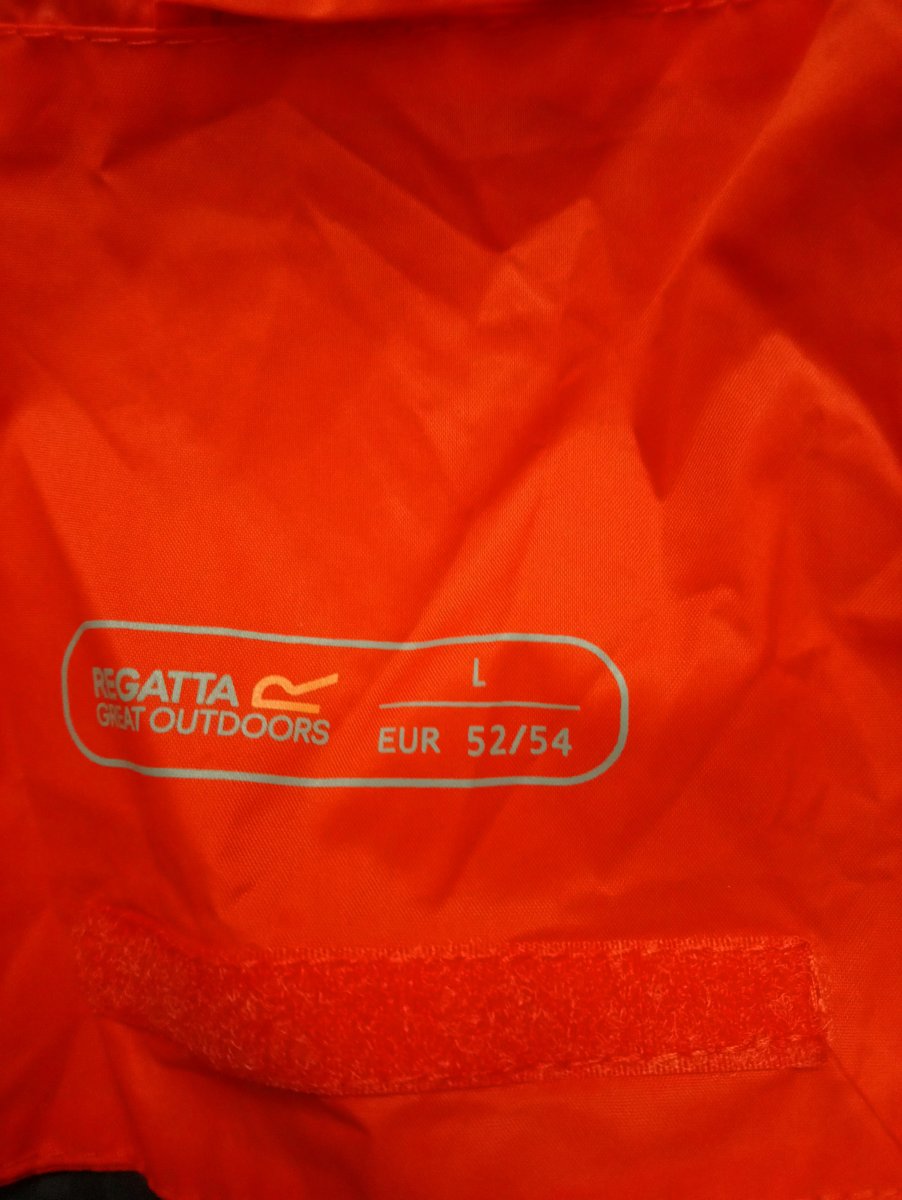 REGATTA
GREAT OUTDOORS
L
EUR 52/54